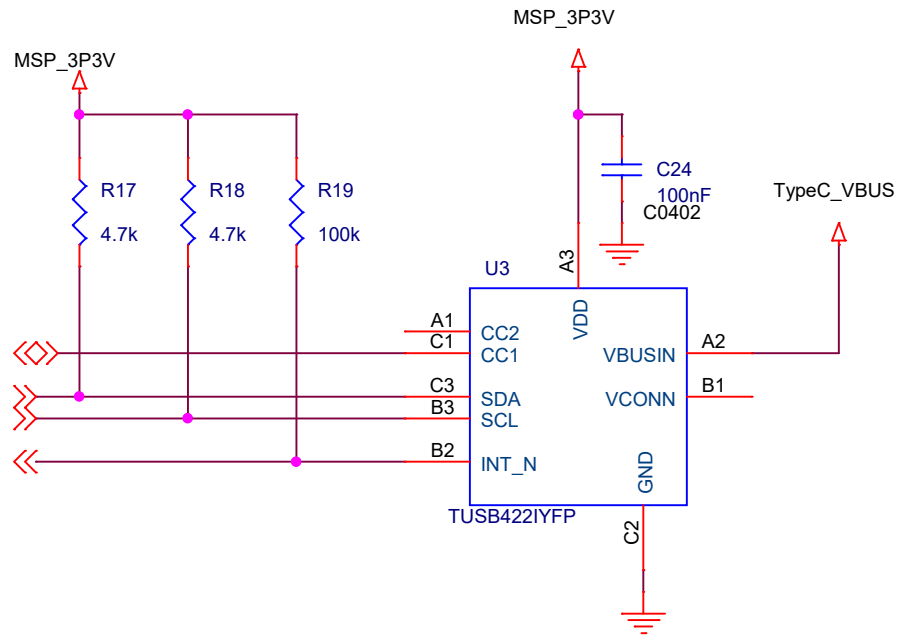 MSP_3P3V
MSP_3P3V
R17
R18
R19
4.7k
4.7k
100k
C24
100nF
C0402
TypeC_VBUS
U3
A3
VDD
A1
CC2
C1
CC1
VBUSIN
A2
C3
SDA
VCONN
B1
B3
SCL
B2
INT_N
GND
TUSB422IYFP
C2